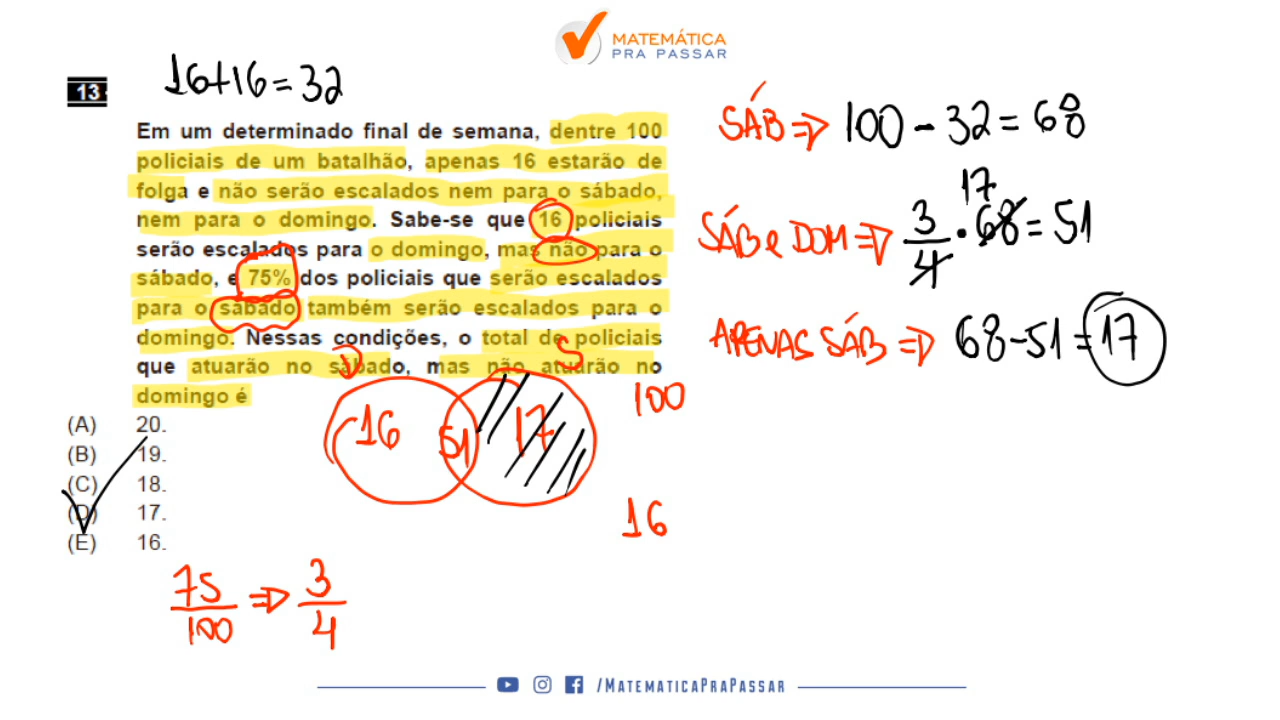 MATEMÁTICA
PRA PASSAR
13
16+16=32
Em um determinado final de semana, dentre 100
policiais de um batalhão, apenas 16 estarão de
folga e não serão escalados nem para o sábado,
nem para o domingo. Sabe-se que 16 policiais
serão escalados para o domingo, mas não para o
sábado, e 75% dos policiais que serão escalados
para o sábado também serão escalados para o
domingo. Nessas condições, o total de policiais
que atuarão no sábado, mas não atuarão no
domingo é
(A) 20.
(B) 19.
(C) 18.
(D) 17.
(E) 16.
D S
100
16 51 17
16
75/100 ⇒ 3/4
SÁB ⇒ 100 - 32 = 68
17
SÁB e DOM ⇒ 3/4 · 68 = 51
APENAS SÁB ⇒ 68-51 = 17
/MATEMATICAPRAPASSAR